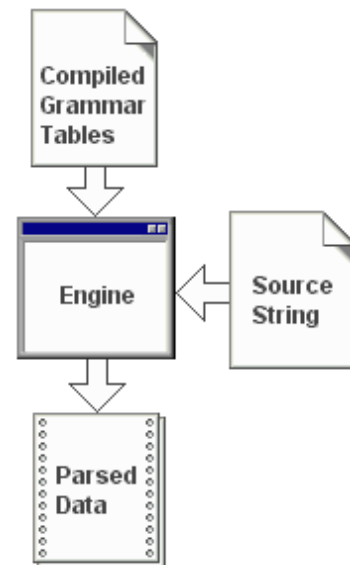 Compiled
Grammar
Tables
Engine
Source
String
Parsed
Data